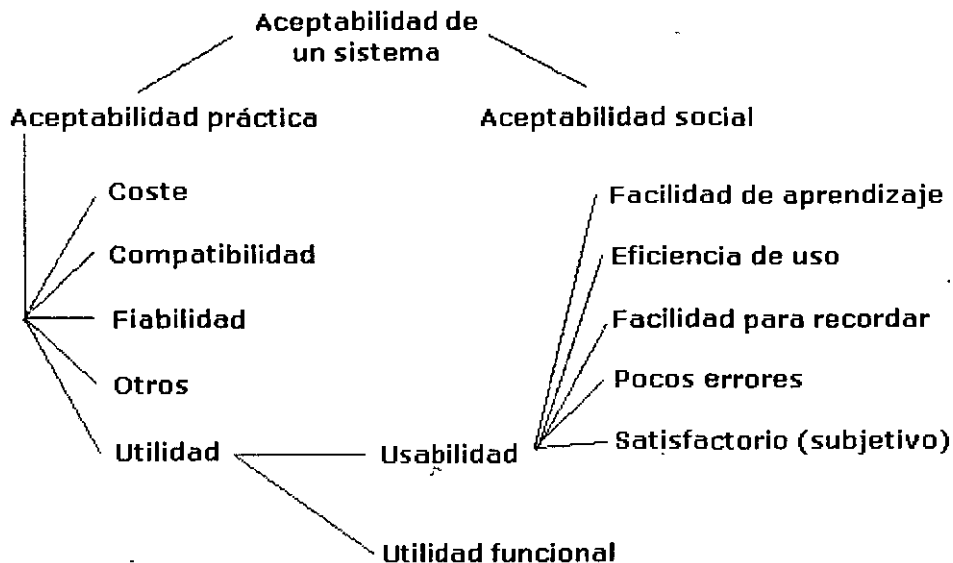 Aceptabilidad de
un sistema
Aceptabilidad práctica
Aceptabilidad social
Coste
Compatibilidad
Fiabilidad
Otros
Utilidad
Usabilidad
Utilidad funcional
Facilidad de aprendizaje
Eficiencia de uso
Facilidad para recordar
Pocos errores
Satisfactorio (subjetivo)